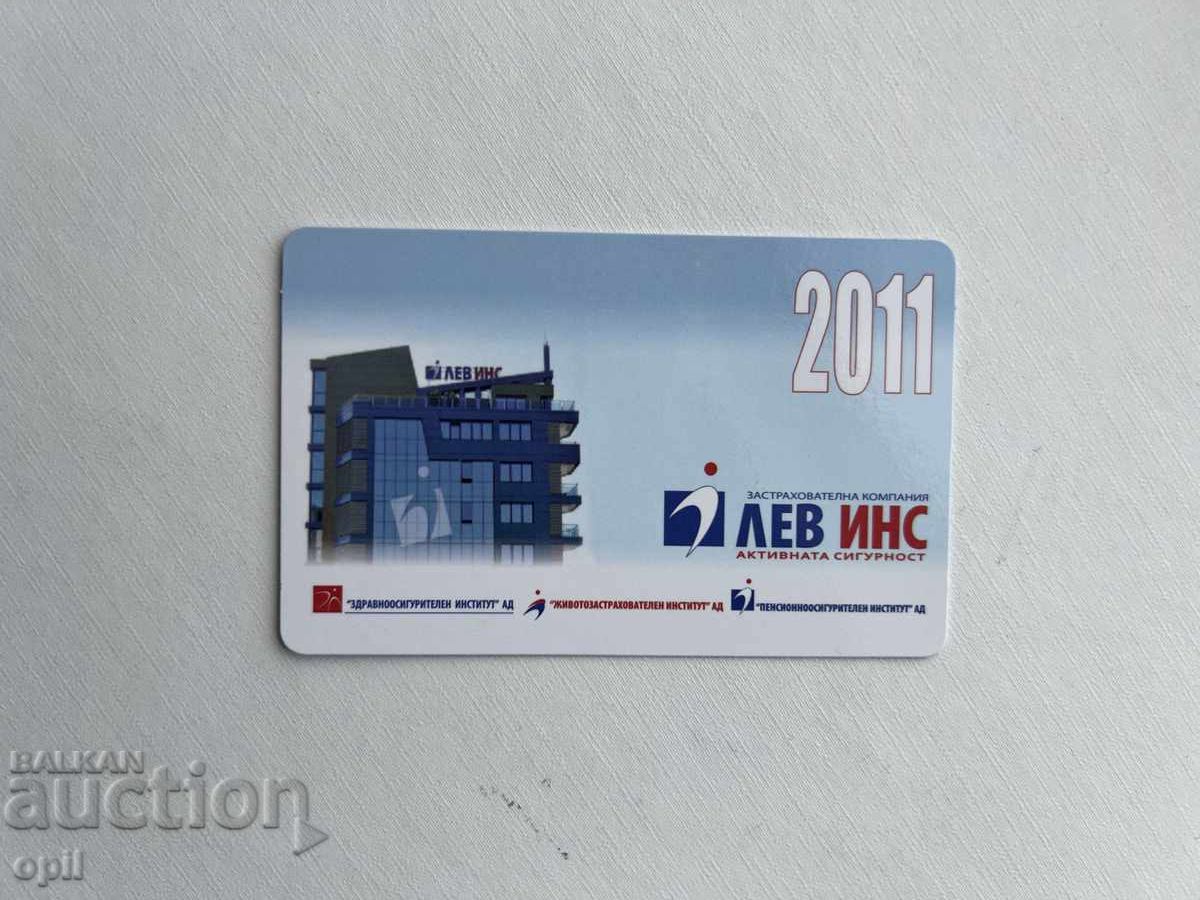 2011
ЛЕВ ИНС
ЗАСТРАХОВАТЕЛНА КОМПАНИЯ
ЛЕВ ИНС
АКТИВНАТА СИГУРНОСТ
"ЗДРАВНООСИГУРИТЕЛЕН ИНСТИТУТ" АД "ЖИВОТОЗАСТРАХОВАТЕЛЕН ИНСТИТУТ" АД "ПЕНСИОННООСИГУРИТЕЛЕН ИНСТИТУТ" АД
BALKAN
auction
opil